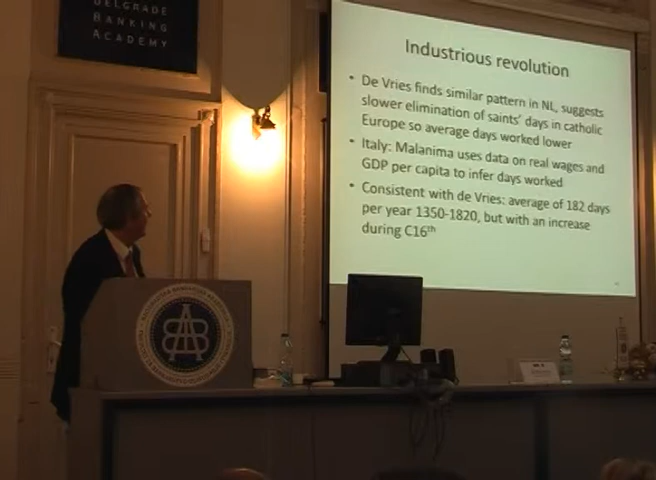 BELGRADE
BANKING
ACADEMY
Industrious revolution
• De Vries finds similar pattern in NL, suggests
slower elimination of saints' days in catholic
Europe so average days worked lower
• Italy: Malanima uses data on real wages and
GDP per capita to infer days worked
• Consistent with de Vries: average of 182 days
per year 1350-1820, but with an increase
during C16th